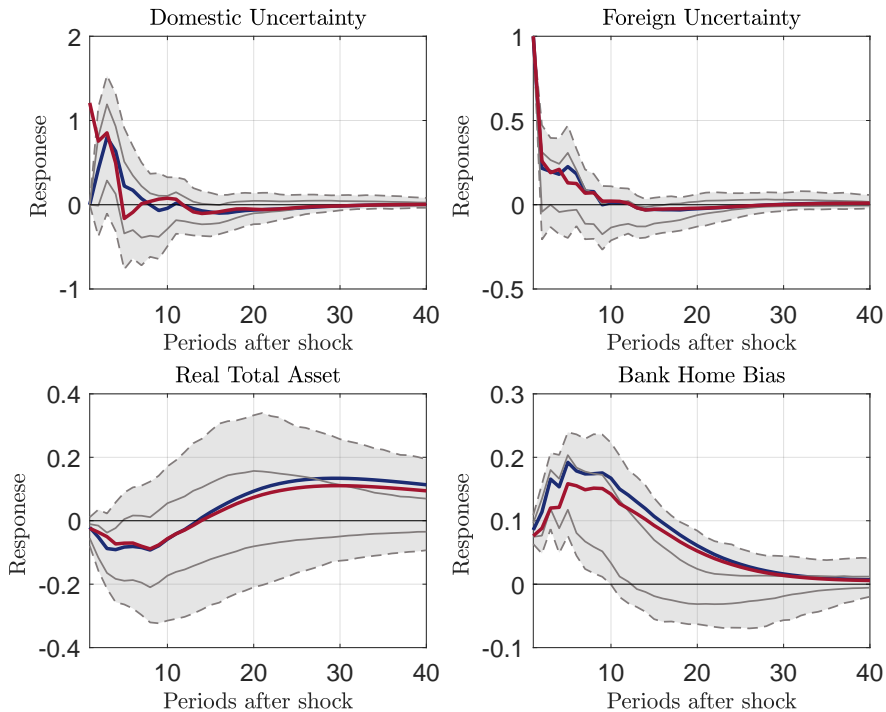 Domestic Uncertainty
2
1
0
-1
Responese
10 20 30 40
Periods after shock
Foreign Uncertainty
1
0.5
0
-0.5
Responese
10 20 30 40
Periods after shock
Real Total Asset
0.4
0.2
0
-0.2
-0.4
Responese
10 20 30 40
Periods after shock
Bank Home Bias
0.3
0.2
0.1
0
-0.1
Responese
10 20 30 40
Periods after shock